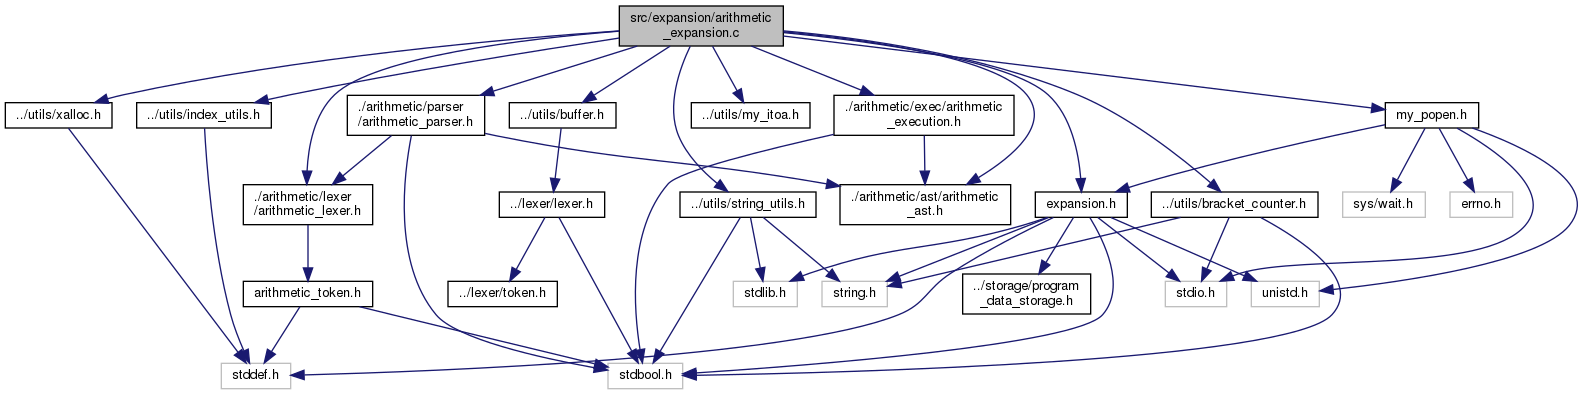 src/expansion/arithmetic
_expansion.c
../utils/xalloc.h
../utils/index_utils.h
./arithmetic/parser
/arithmetic_parser.h
../utils/buffer.h
../utils/my_itoa.h
./arithmetic/exec/arithmetic
_execution.h
my_popen.h
./arithmetic/lexer
/arithmetic_lexer.h
../lexer/lexer.h
../utils/string_utils.h
./arithmetic/ast/arithmetic
_ast.h
expansion.h
../utils/bracket_counter.h
sys/wait.h
errno.h
arithmetic_token.h
../lexer/token.h
stdlib.h
string.h
../storage/program
_data_storage.h
stdio.h
unistd.h
stddef.h
stdbool.h